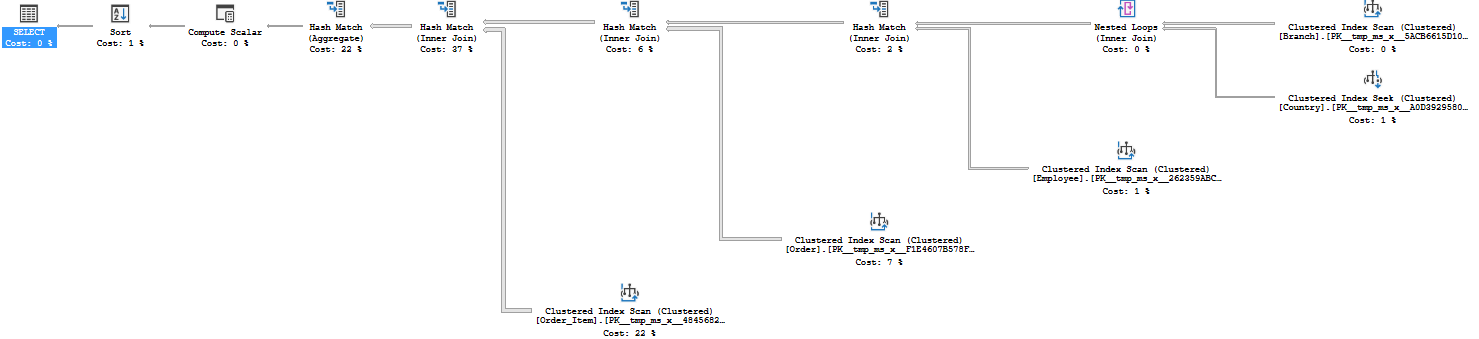 SELECT
Cost: 0 %
Sort
Cost: 1 %
Compute Scalar
Cost: 0 %
Hash Match
(Aggregate)
Cost: 22 %
Hash Match
(Inner Join)
Cost: 37 %
Hash Match
(Inner Join)
Cost: 6 %
Hash Match
(Inner Join)
Cost: 2 %
Nested Loops
(Inner Join)
Cost: 0 %
Clustered Index Scan (Clustered)
[Branch].[PK__tmp_ms_x__5ACB6615D10…
Cost: 0 %
Clustered Index Seek (Clustered)
[Country].[PK__tmp_ms_x__A0D3929580…
Cost: 1 %
Clustered Index Scan (Clustered)
[Employee].[PK__tmp_ms_x__262359ABC…
Cost: 1 %
Clustered Index Scan (Clustered)
[Order].[PK__tmp_ms_x__F1E4607B578F…
Cost: 7 %
Clustered Index Scan (Clustered)
[Order_Item].[PK__tmp_ms_x__4845682…
Cost: 22 %